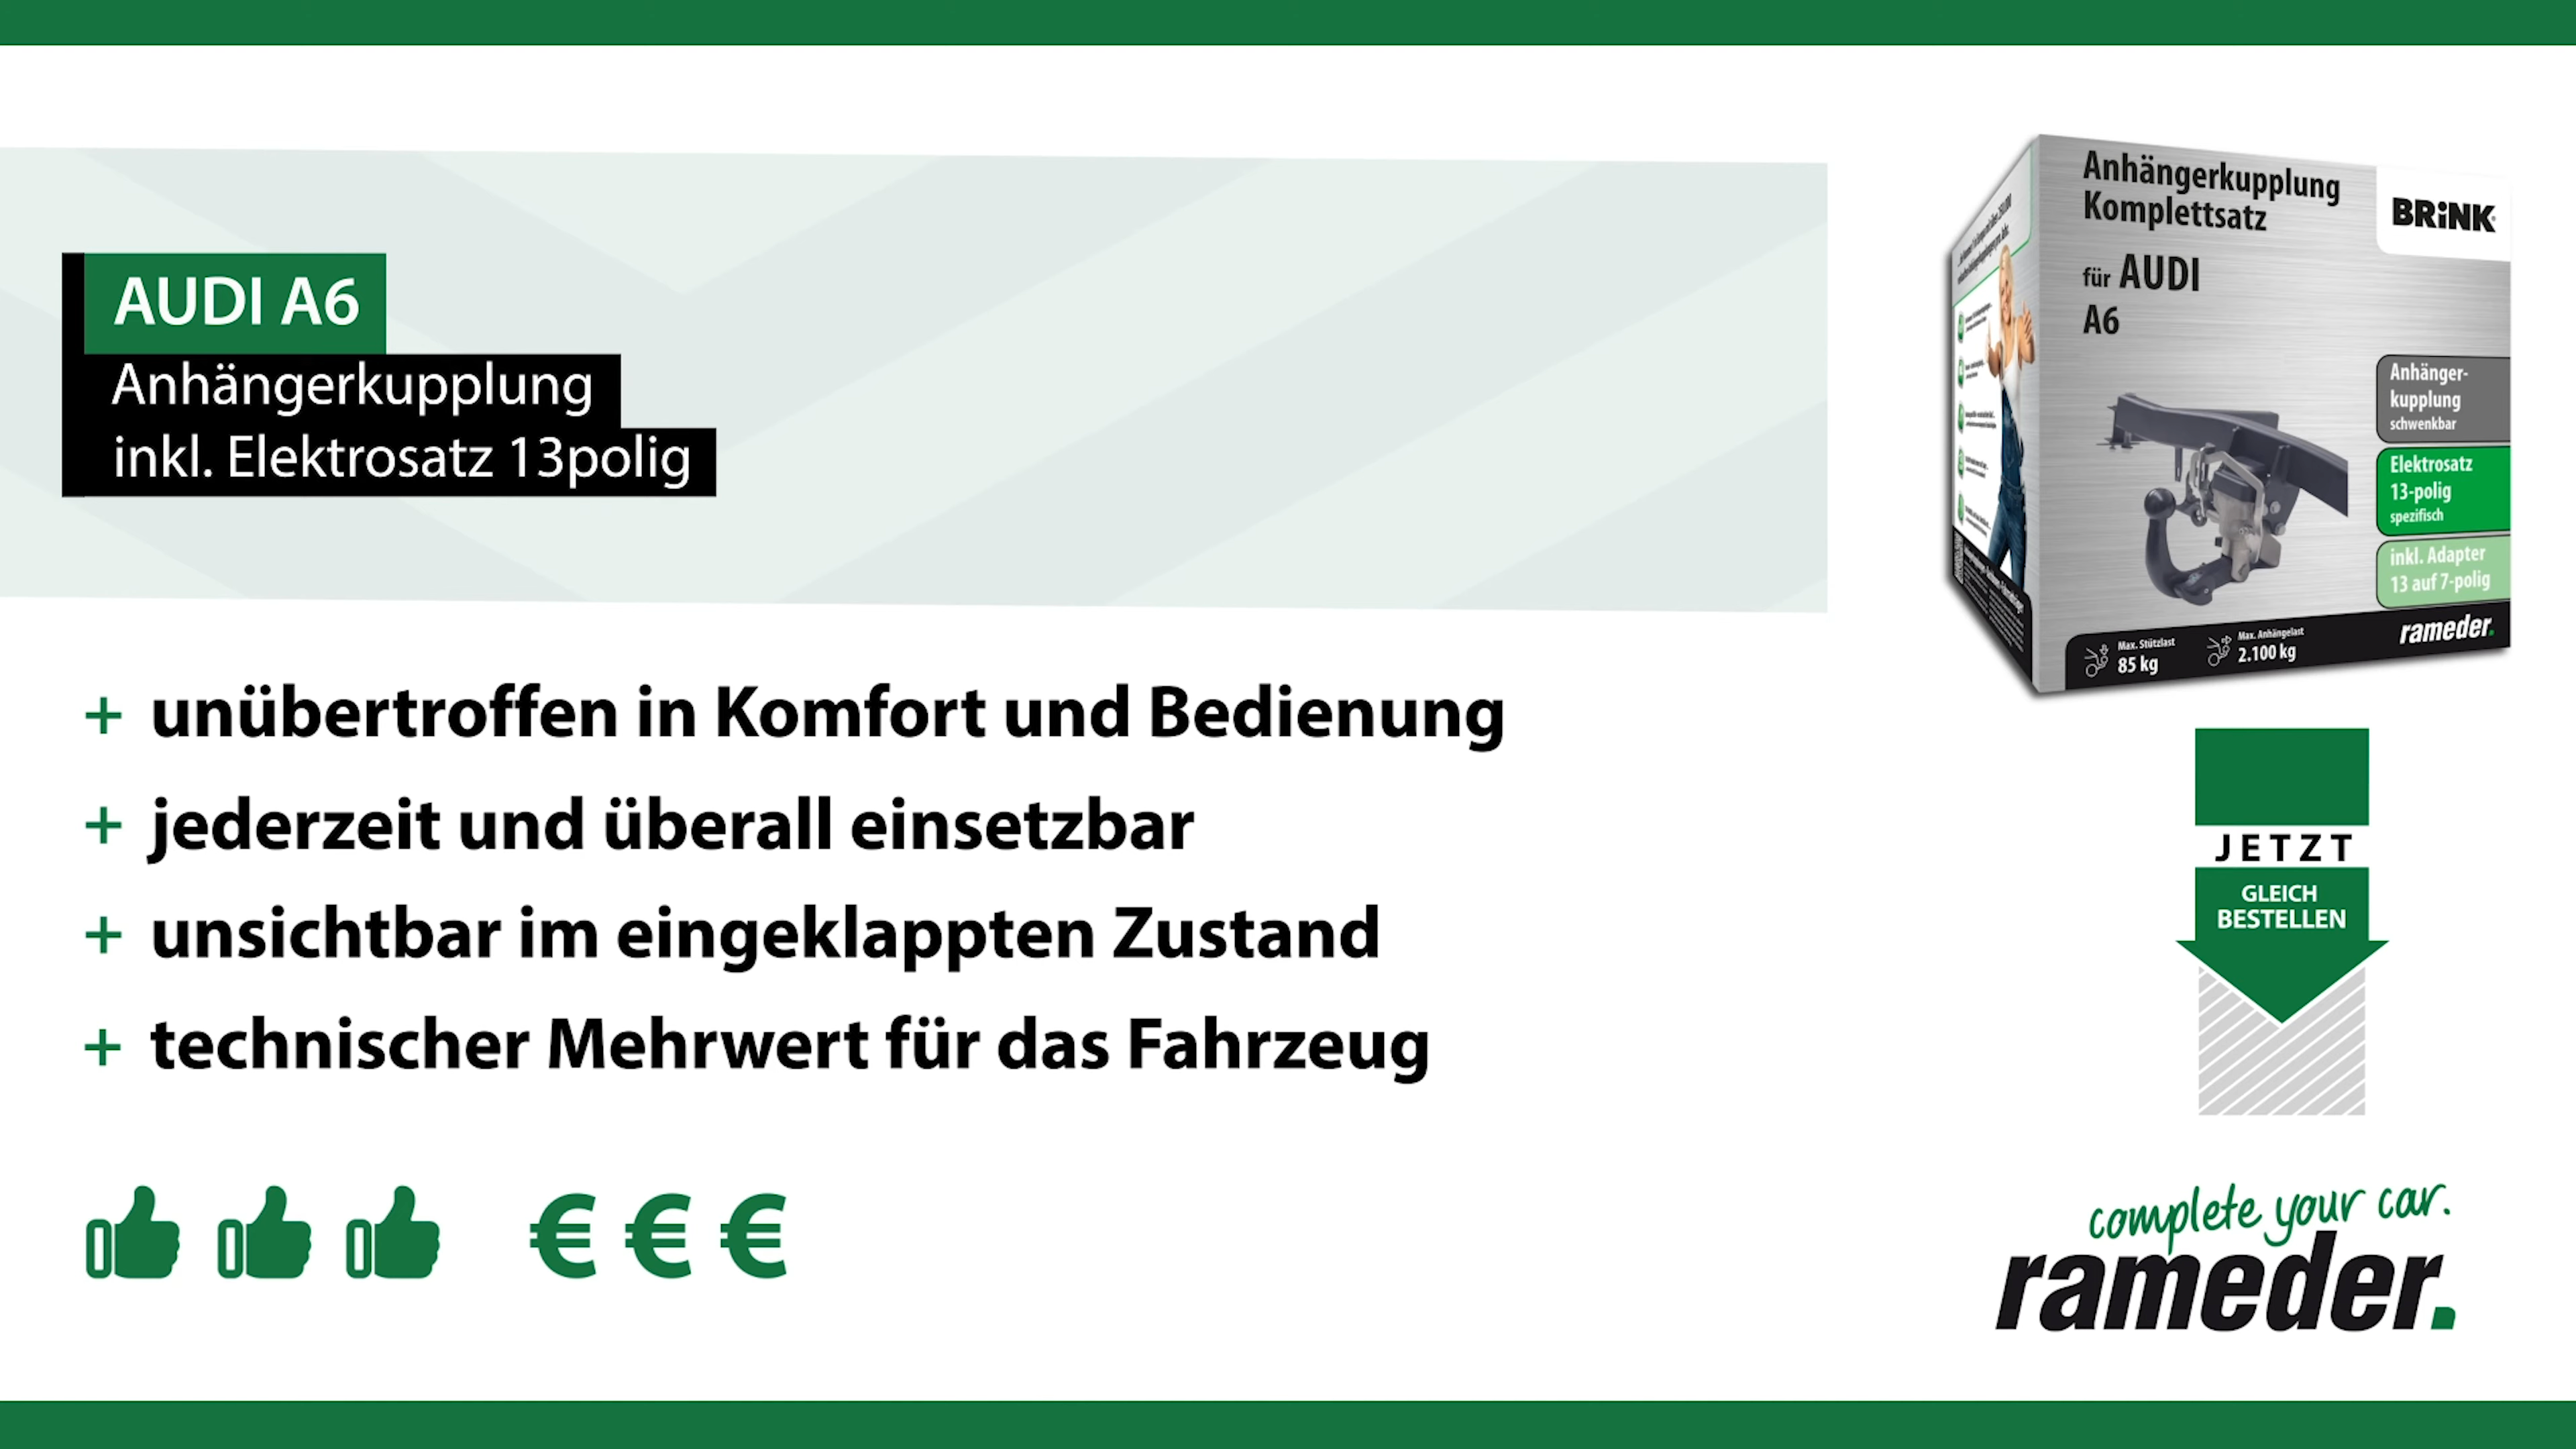 AUDI A6
Anhängerkupplung
inkl. Elektrosatz 13polig
+ unübertroffen in Komfort und Bedienung
+ jederzeit und überall einsetzbar
+ unsichtbar im eingeklappten Zustand
+ technischer Mehrwert für das Fahrzeug
€ € €
Anhängerkupplung
Komplettsatz
für AUDI
A6
BRiNK
Anhänger-
kupplung
schwenkbar
Elektrosatz
13-polig
spezifisch
inkl. Adapter
13 auf 7-polig
Max. Stützlast
85 kg
Max. Anhängelast
2.100 kg
rameder.
JETZT
GLEICH
BESTELLEN
complete your car.
rameder.